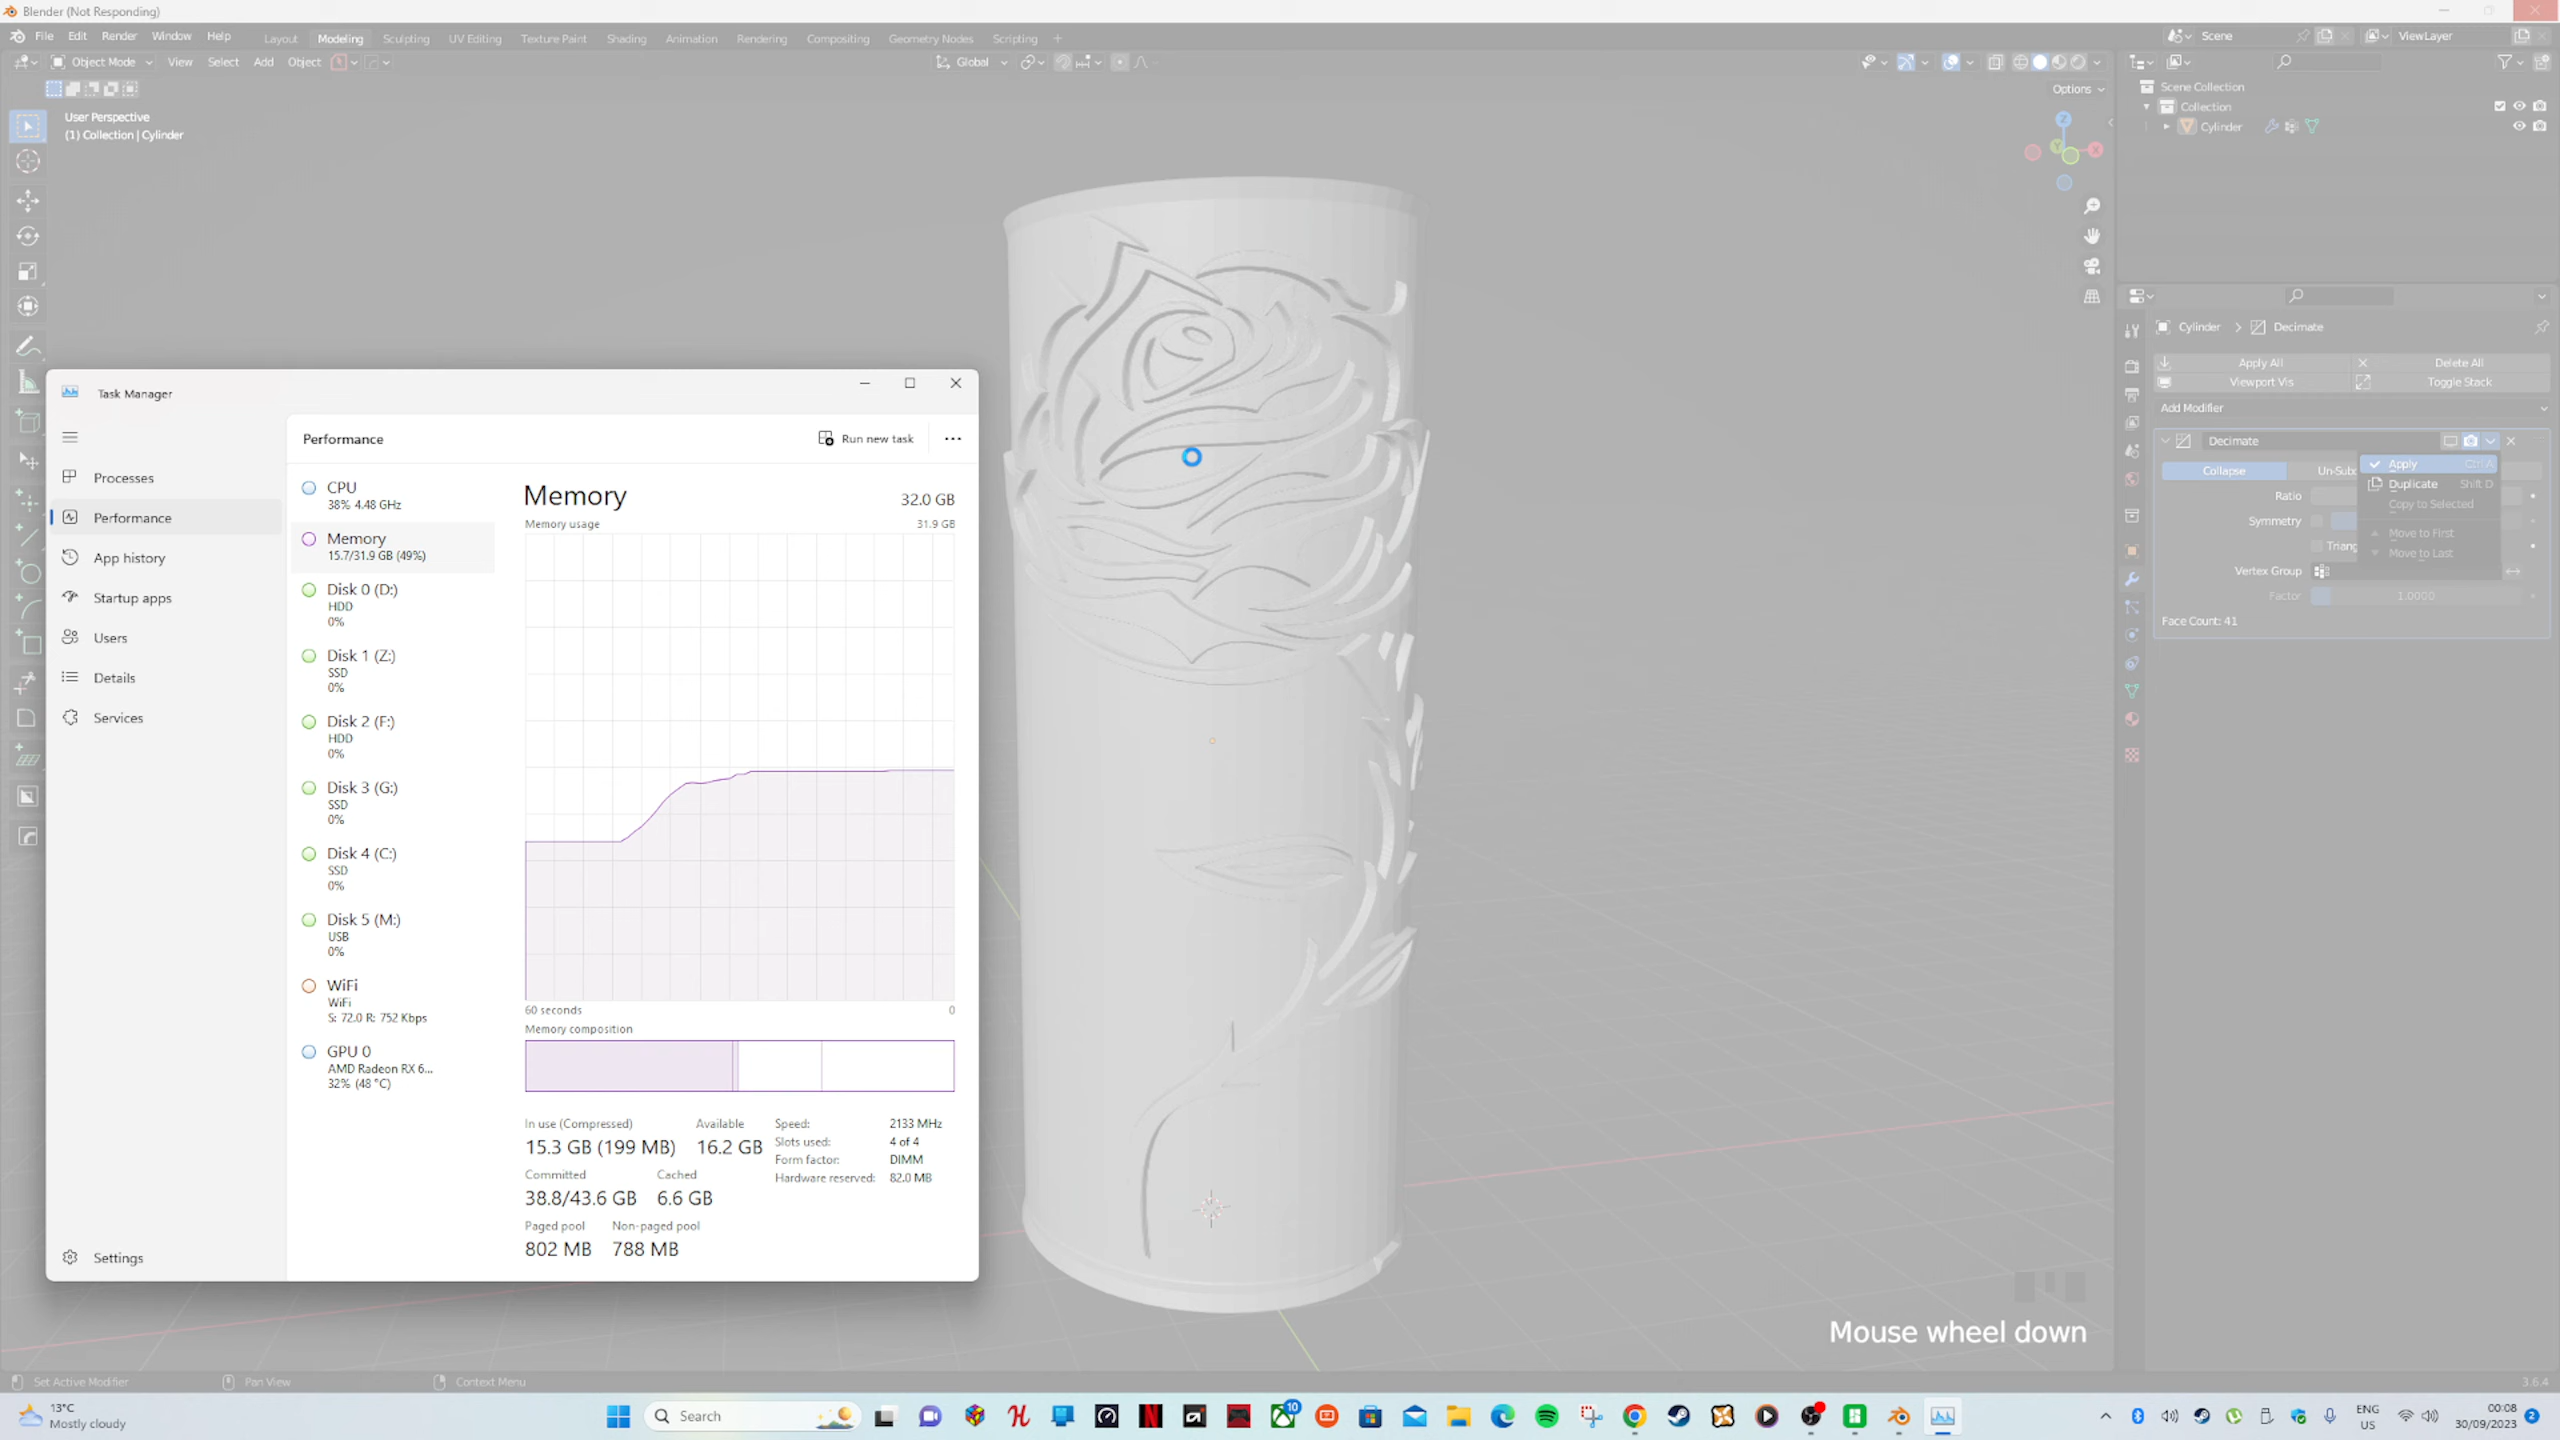 Blender (Not Responding)
File Edit Render Window Help Layout Modeling Sculpting UV Editing Texture Paint Shading Animation Rendering Compositing Geometry Nodes Scripting + Scene ViewLayer
Object Mode View Select Add Object Global
Options
User Perspective
(1) Collection | Cylinder
Z
Y
X
Scene Collection
Collection
Cylinder
Cylinder > Decimate
Apply All Delete All
Viewport Vis Toggle Stack
Add Modifier
Decimate
Collapse Un-Sub
Apply Ctrl A
Duplicate Shift D
Copy to Selected
Move to First
Move to Last
Ratio
Symmetry
Triang
Vertex Group
Factor 1.0000
Face Count: 41
Task Manager
Performance
Run new task
Processes
Performance
App history
Startup apps
Users
Details
Services
Settings
CPU
38% 4.48 GHz
Memory
15.7/31.9 GB (49%)
Disk 0 (D:)
HDD
0%
Disk 1 (Z:)
SSD
0%
Disk 2 (F:)
HDD
0%
Disk 3 (G:)
SSD
0%
Disk 4 (C:)
SSD
0%
Disk 5 (M:)
USB
0%
WiFi
WiFi
S: 72.0 R: 752 Kbps
GPU 0
AMD Radeon RX 6...
32% (48 °C)
Memory 32.0 GB
Memory usage 31.9 GB
60 seconds 0
Memory composition
In use (Compressed) Available
15.3 GB (199 MB) 16.2 GB
Committed Cached
38.8/43.6 GB 6.6 GB
Paged pool Non-paged pool
802 MB 788 MB
Speed: 2133 MHz
Slots used: 4 of 4
Form factor: DIMM
Hardware reserved: 82.0 MB
Mouse wheel down
Set Active Modifier Pan View Context Menu 3.6.4
13°C
Mostly cloudy
Search
10
ENG
US
00:08
30/09/2023
2